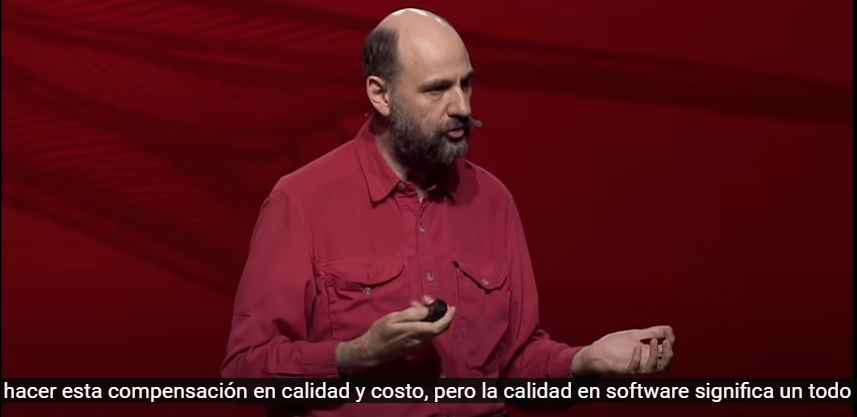 hacer esta compensación en calidad y costo, pero la calidad en software significa un todo